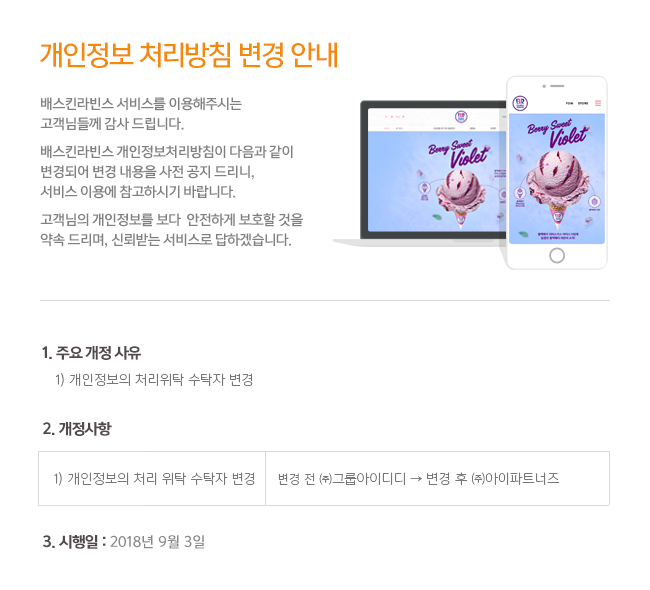 개인정보 처리방침 변경 안내
배스킨라빈스 서비스를 이용해주시는
고객님들께 감사 드립니다.
배스킨라빈스 개인정보처리방침이 다음과 같이
변경되어 변경 내용을 사전 공지 드리니,
서비스 이용에 참고하시기 바랍니다.
고객님의 개인정보를 보다 안전하게 보호할 것을
약속 드리며, 신뢰받는 서비스로 답하겠습니다.
Berry Sweet
Violet
Berry Sweet
Violet
1. 주요 개정 사유
1) 개인정보의 처리위탁 수탁자 변경
2. 개정사항
1) 개인정보의 처리 위탁 수탁자 변경
변경 전 ㈜그룹아이디디 → 변경 후 ㈜아이파트너즈
3. 시행일 : 2018년 9월 3일